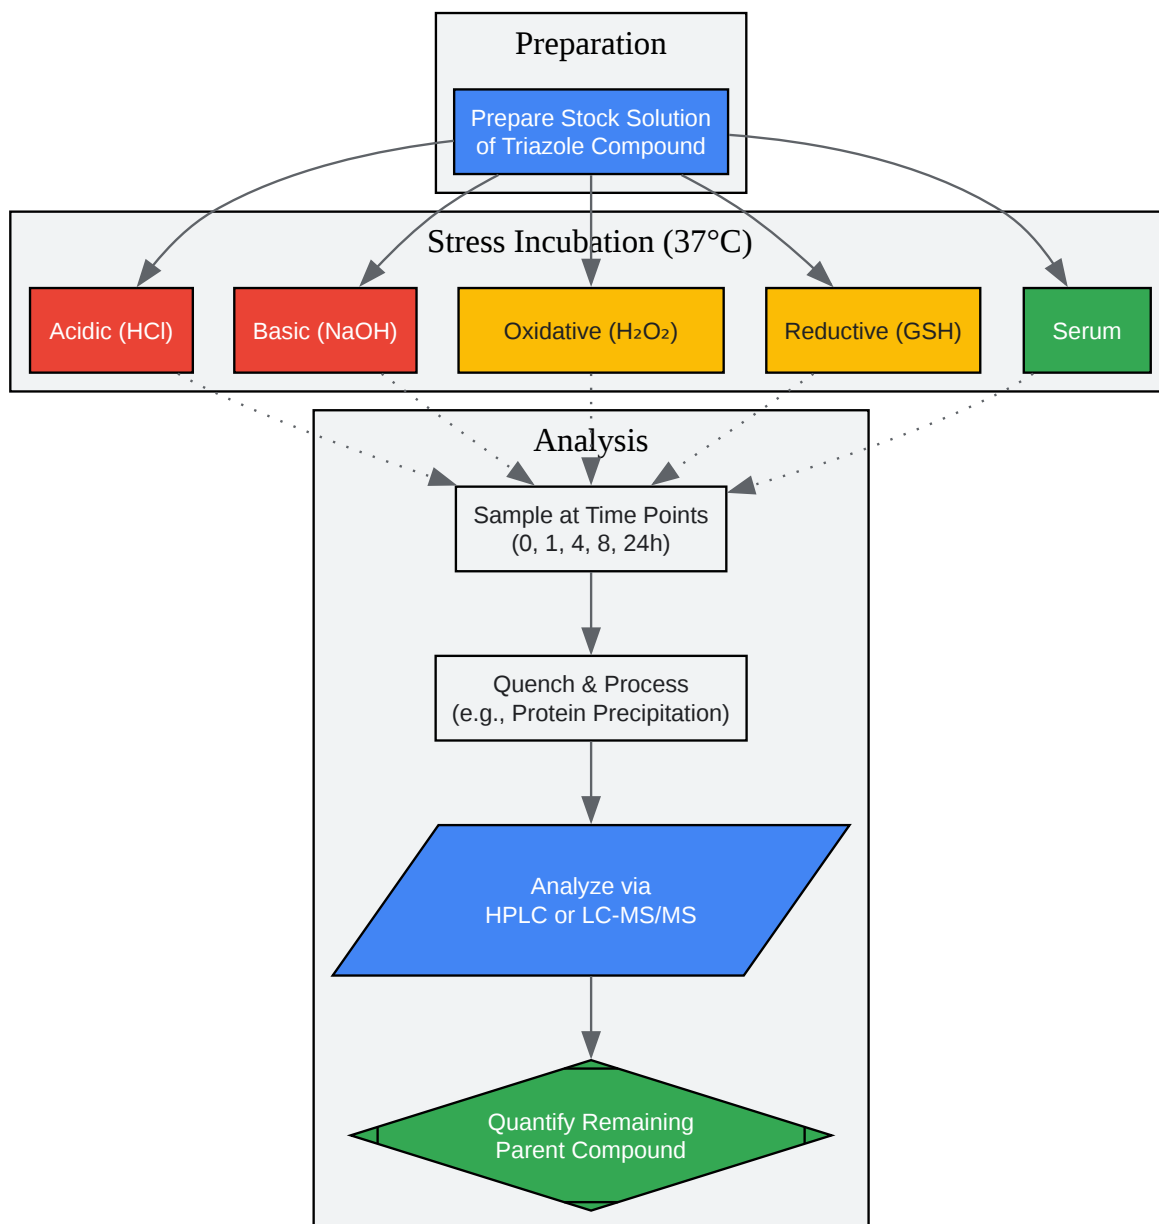 Preparation
Prepare Stock Solution
of Triazole Compound
Stress Incubation (37°C)
Acidic (HCl)
Basic (NaOH)
Oxidative (H₂O₂)
Reductive (GSH)
Serum
Analysis
Sample at Time Points
(0, 1, 4, 8, 24h)
Quench & Process
(e.g., Protein Precipitation)
Analyze via
HPLC or LC-MS/MS
Quantify Remaining
Parent Compound